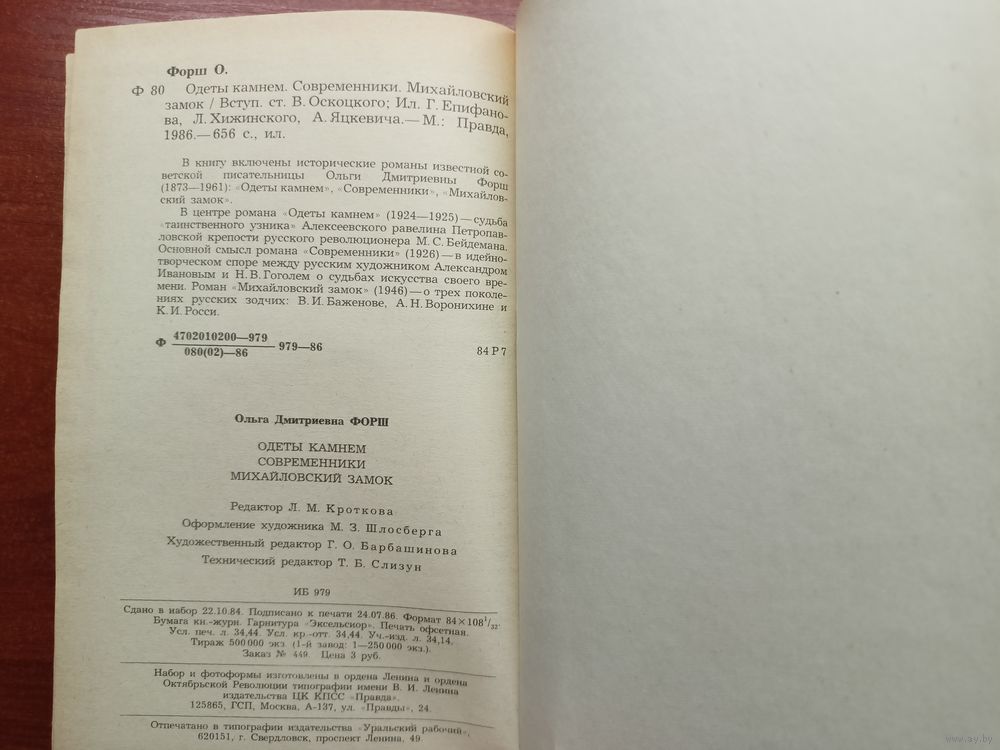 Форш О.
Ф 80 Одеты камнем. Современники. Михайловский
замок / Вступ. ст. В. Оскоцкого; Ил. Г. Епифано-
ва, Л. Хижинского, А. Яцкевича.— М.: Правда,
1986.— 656 с., ил.
В книгу включены исторические романы известной со-
ветской писательницы Ольги Дмитриевны Форш
(1873—1961): «Одеты камнем», «Современники», «Михайлов-
ский замок».
В центре романа «Одеты камнем» (1924—1925) — судьба
«таинственного узника» Алексеевского равелина Петропав-
ловской крепости русского революционера М. С. Бейдемана.
Основной смысл романа «Современники» (1926) — в идейно-
творческом споре между русским художником Александром
Ивановым и Н. В. Гоголем о судьбах искусства своего вре-
мени. Роман «Михайловский замок» (1946) — о трех поколе-
ниях русских зодчих: В. И. Баженове, А. Н. Воронихине и
К. И. Росси.
Ф 4702010200—979
080(02)—86 979—86 84 Р 7
Ольга Дмитриевна ФОРШ
ОДЕТЫ КАМНЕМ
СОВРЕМЕННИКИ
МИХАЙЛОВСКИЙ ЗАМОК
Редактор Л. М. Кроткова
Оформление художника М. З. Шлосберга
Художественный редактор Г. О. Барбашинова
Технический редактор Т. Б. Слизун
ИБ 979
Сдано в набор 22.10.84. Подписано к печати 24.07.86. Формат 84×108 1/32.
Бумага кн.-журн. Гарнитура «Эксельсиор». Печать офсетная.
Усл. печ. л. 34,44. Усл. кр.-отт. 34,44. Уч.-изд. л. 34,14.
Тираж 500 000 экз. (1-й завод: 1—250 000 экз.).
Заказ № 449. Цена 3 руб.
Набор и фотоформы изготовлены в ордена Ленина и ордена
Октябрьской Революции типографии имени В. И. Ленина
издательства ЦК КПСС «Правда».
125865, ГСП, Москва, А-137, ул. «Правды», 24.
Отпечатано в типографии издательства «Уральский рабочий»,
620151, г. Свердловск, проспект Ленина, 49.
www.ay.by